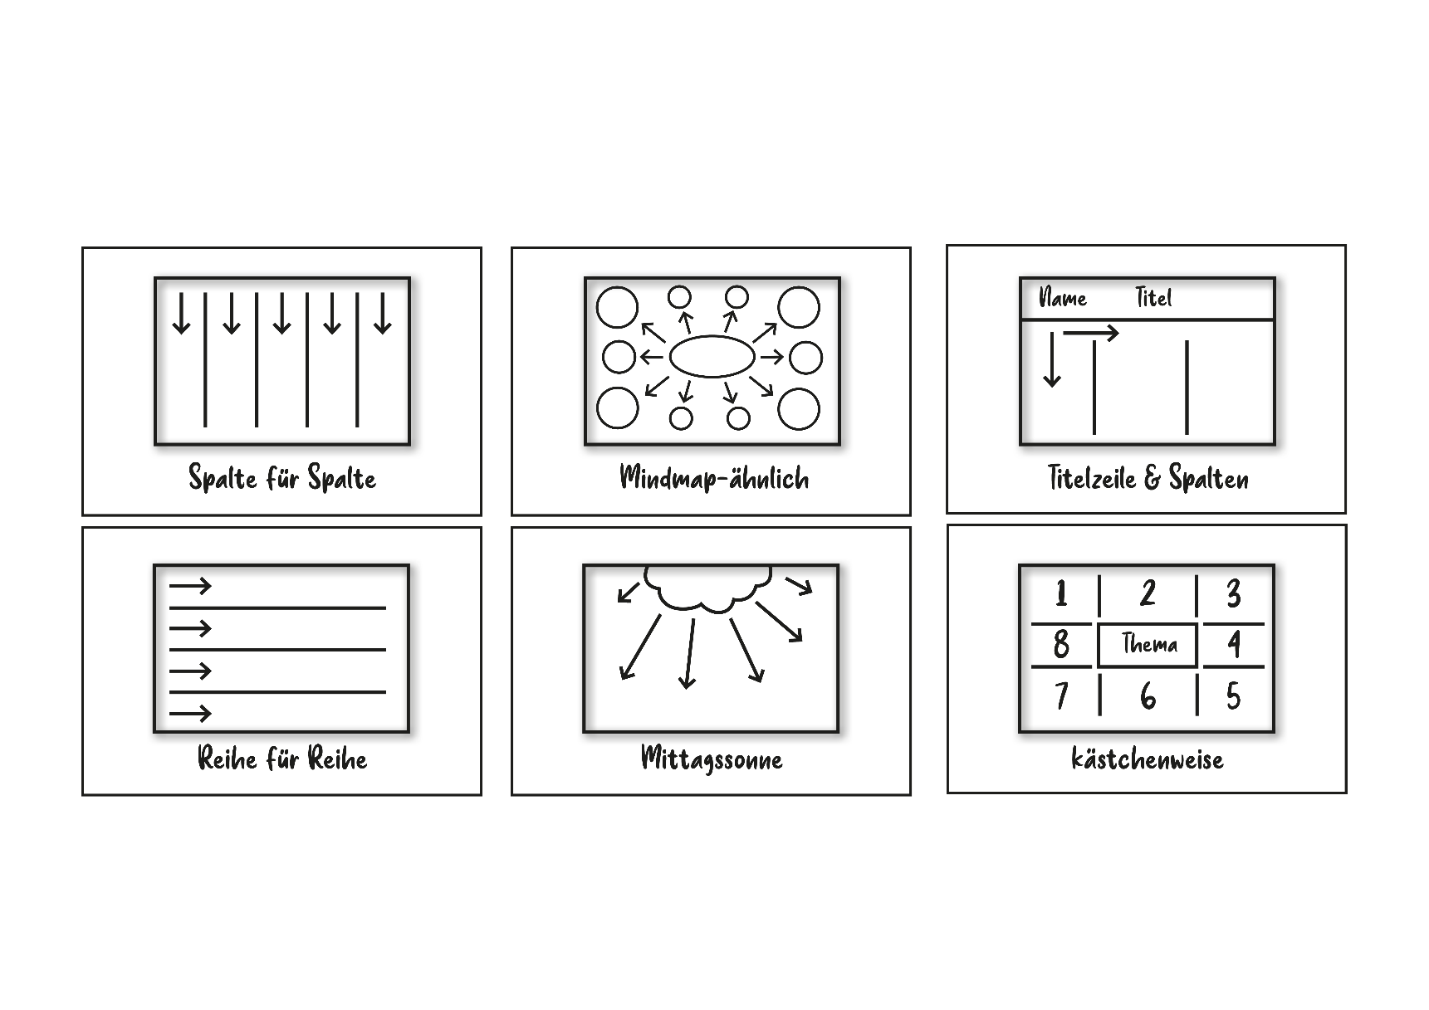 Spalte für Spalte
Mindmap-ähnlich
Name Titel
Titelzeile & Spalten
Reihe für Reihe
Mittagssonne
1 2 3
8 Thema 4
7 6 5
kästchenweise